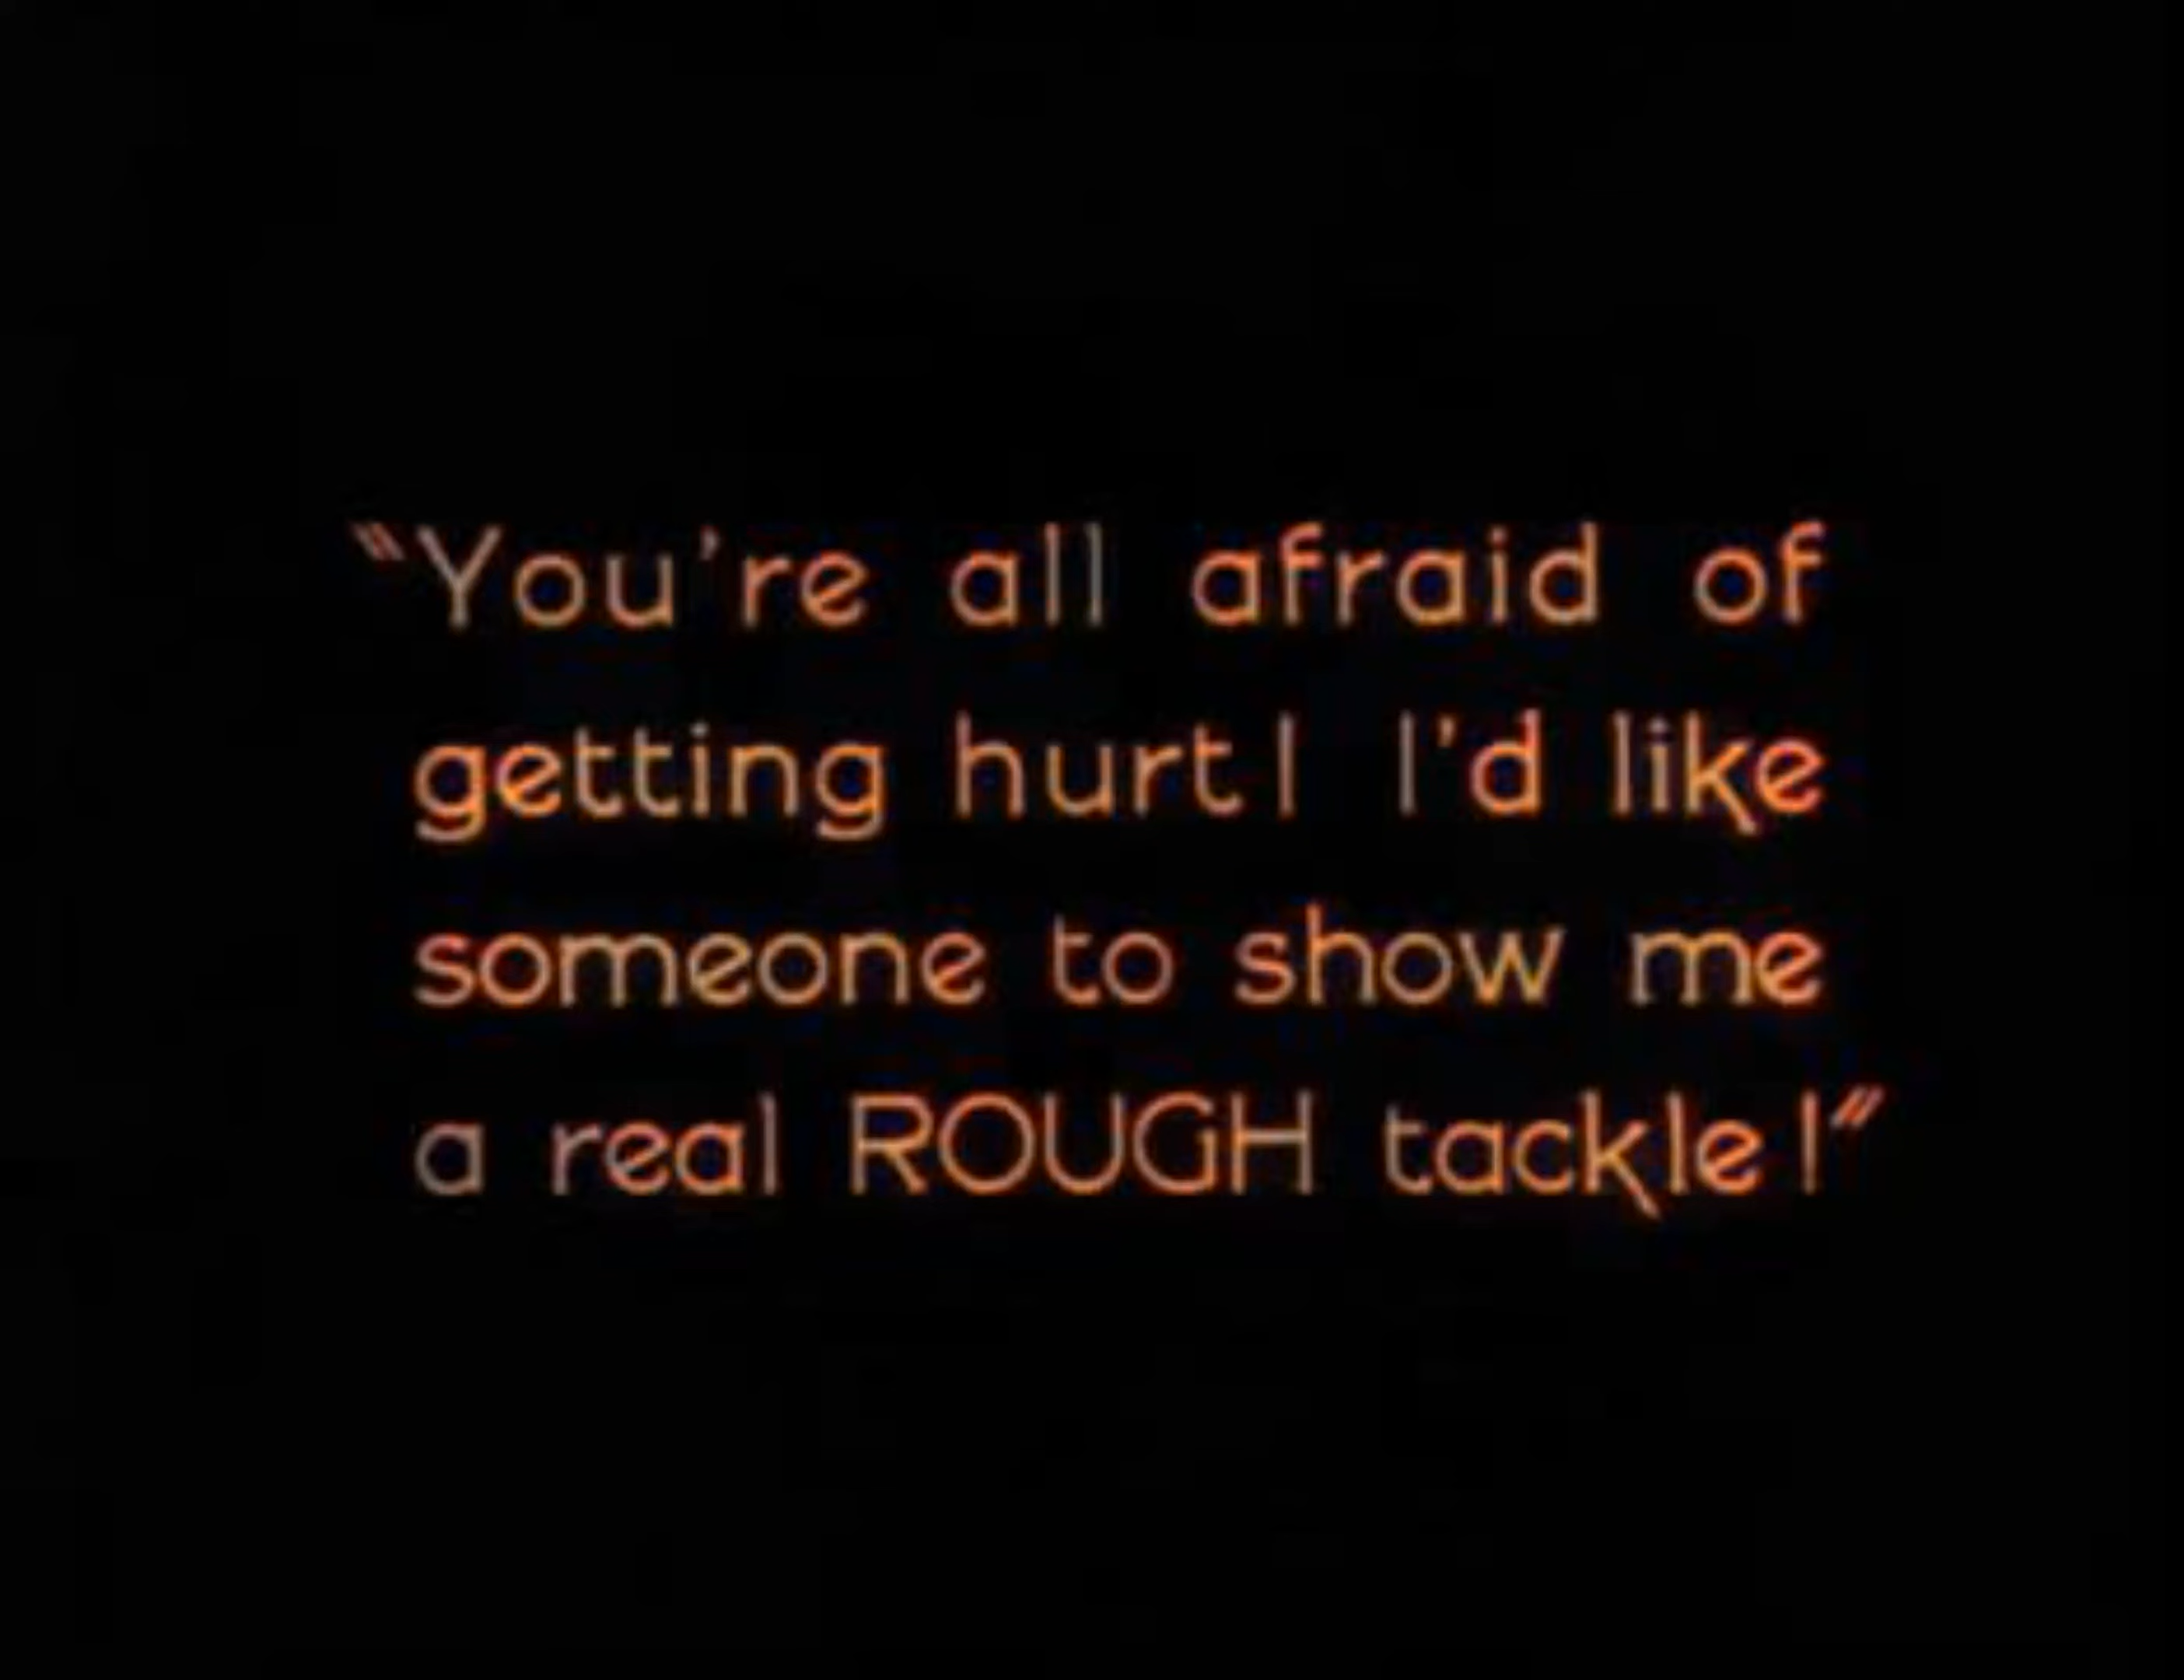 “You’re all afraid of
getting hurt! I’d like
someone to show me
a real ROUGH tackle!”